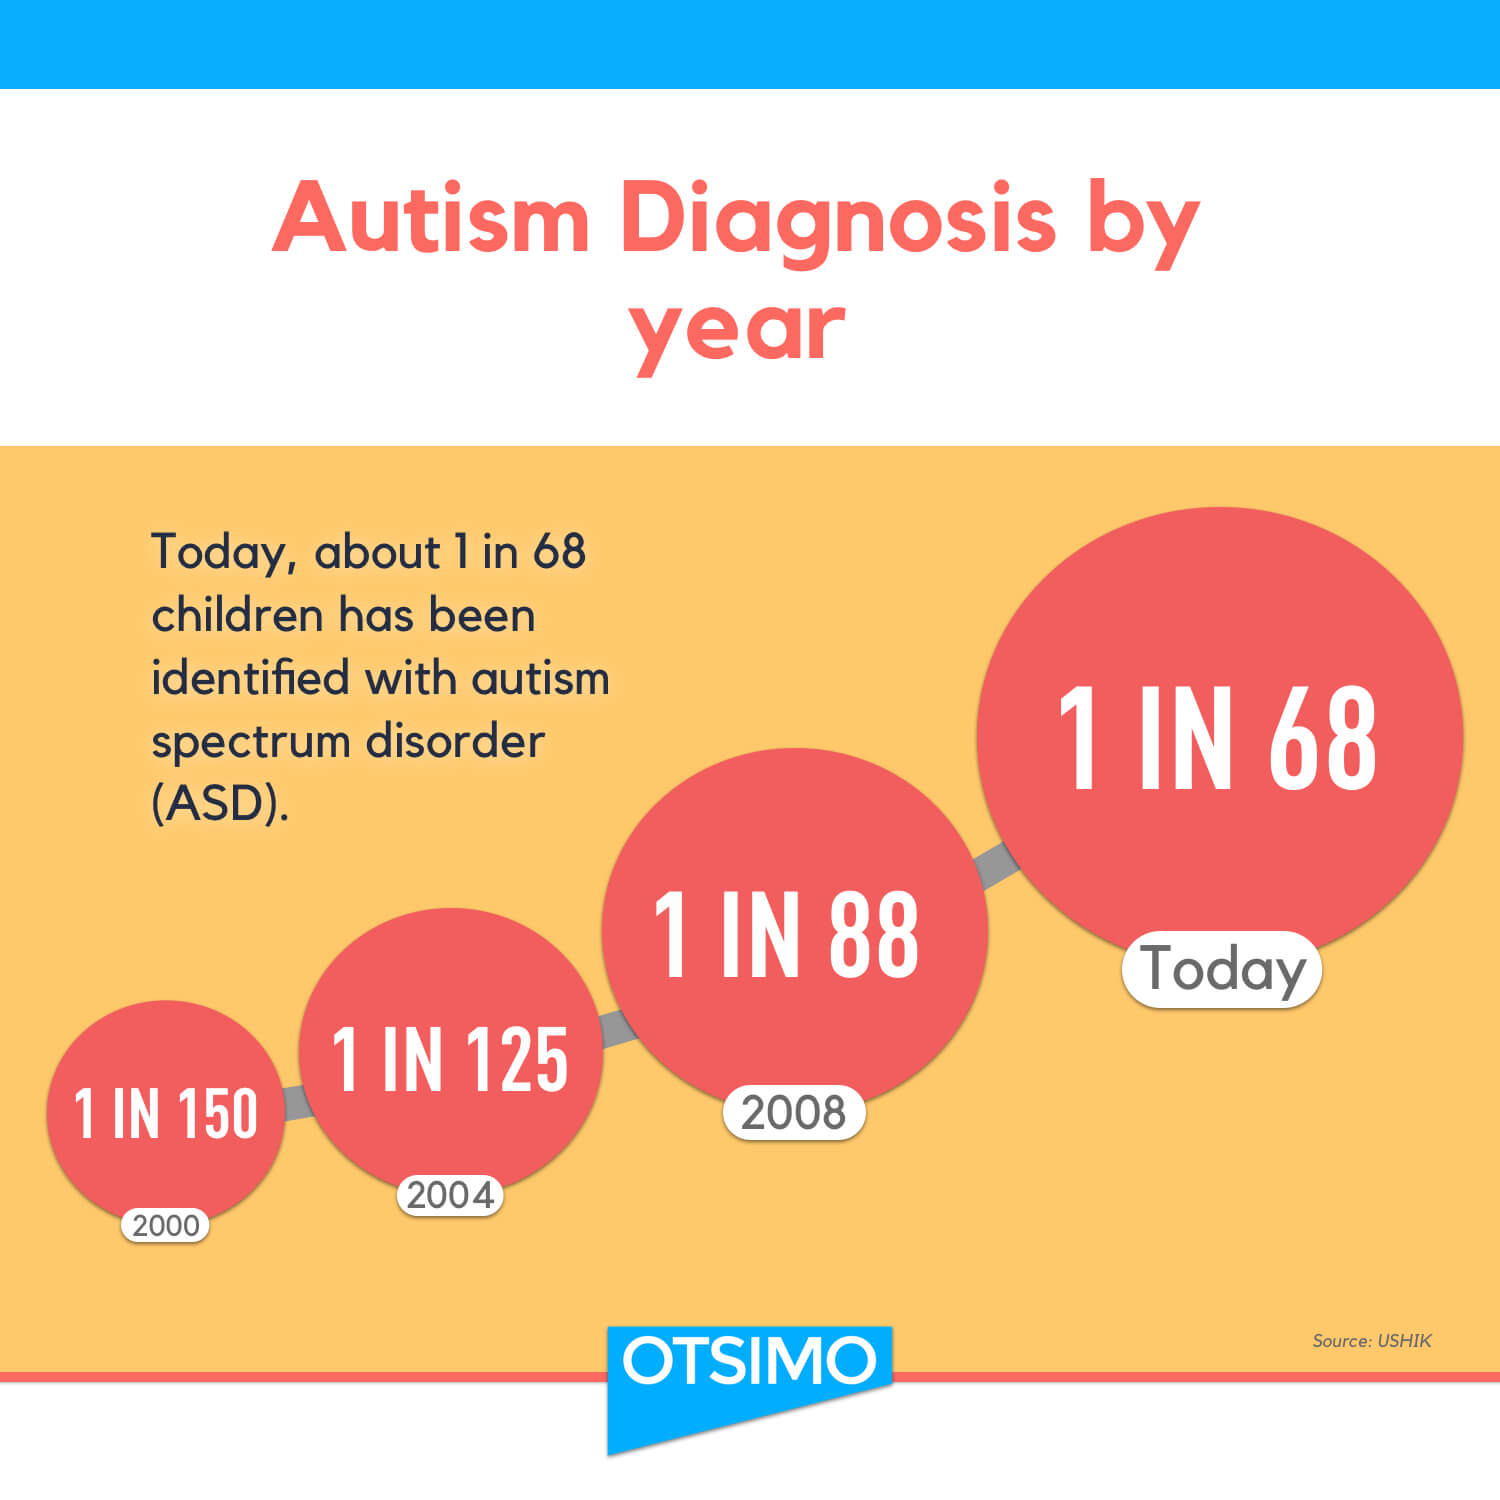 Autism Diagnosis by
year
Today, about 1 in 68
children has been
identified with autism
spectrum disorder
(ASD).
1 IN 150
2000
1 IN 125
2004
1 IN 88
2008
1 IN 68
Today
Source: USHIK
OTSIMO